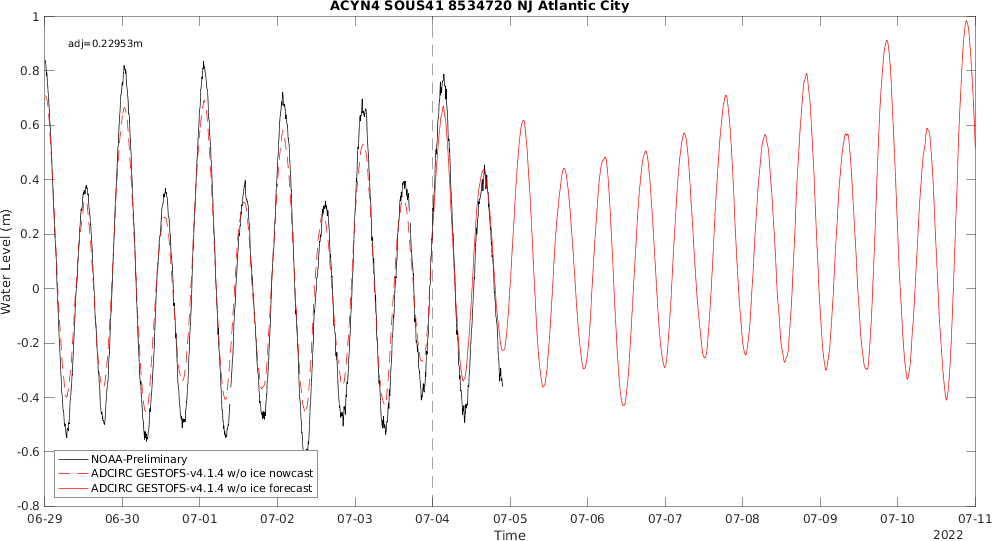 ACYN4 SOUS41 8534720 NJ Atlantic City
adj=0.22953m
1
0.8
0.6
0.4
0.2
0
-0.2
-0.4
-0.6
-0.8
Water Level (m)
NOAA-Preliminary
ADCIRC GESTOFS-v4.1.4 w/o ice nowcast
ADCIRC GESTOFS-v4.1.4 w/o ice forecast
06-29 06-30 07-01 07-02 07-03 07-04 07-05 07-06 07-07 07-08 07-09 07-10 07-11
Time
2022